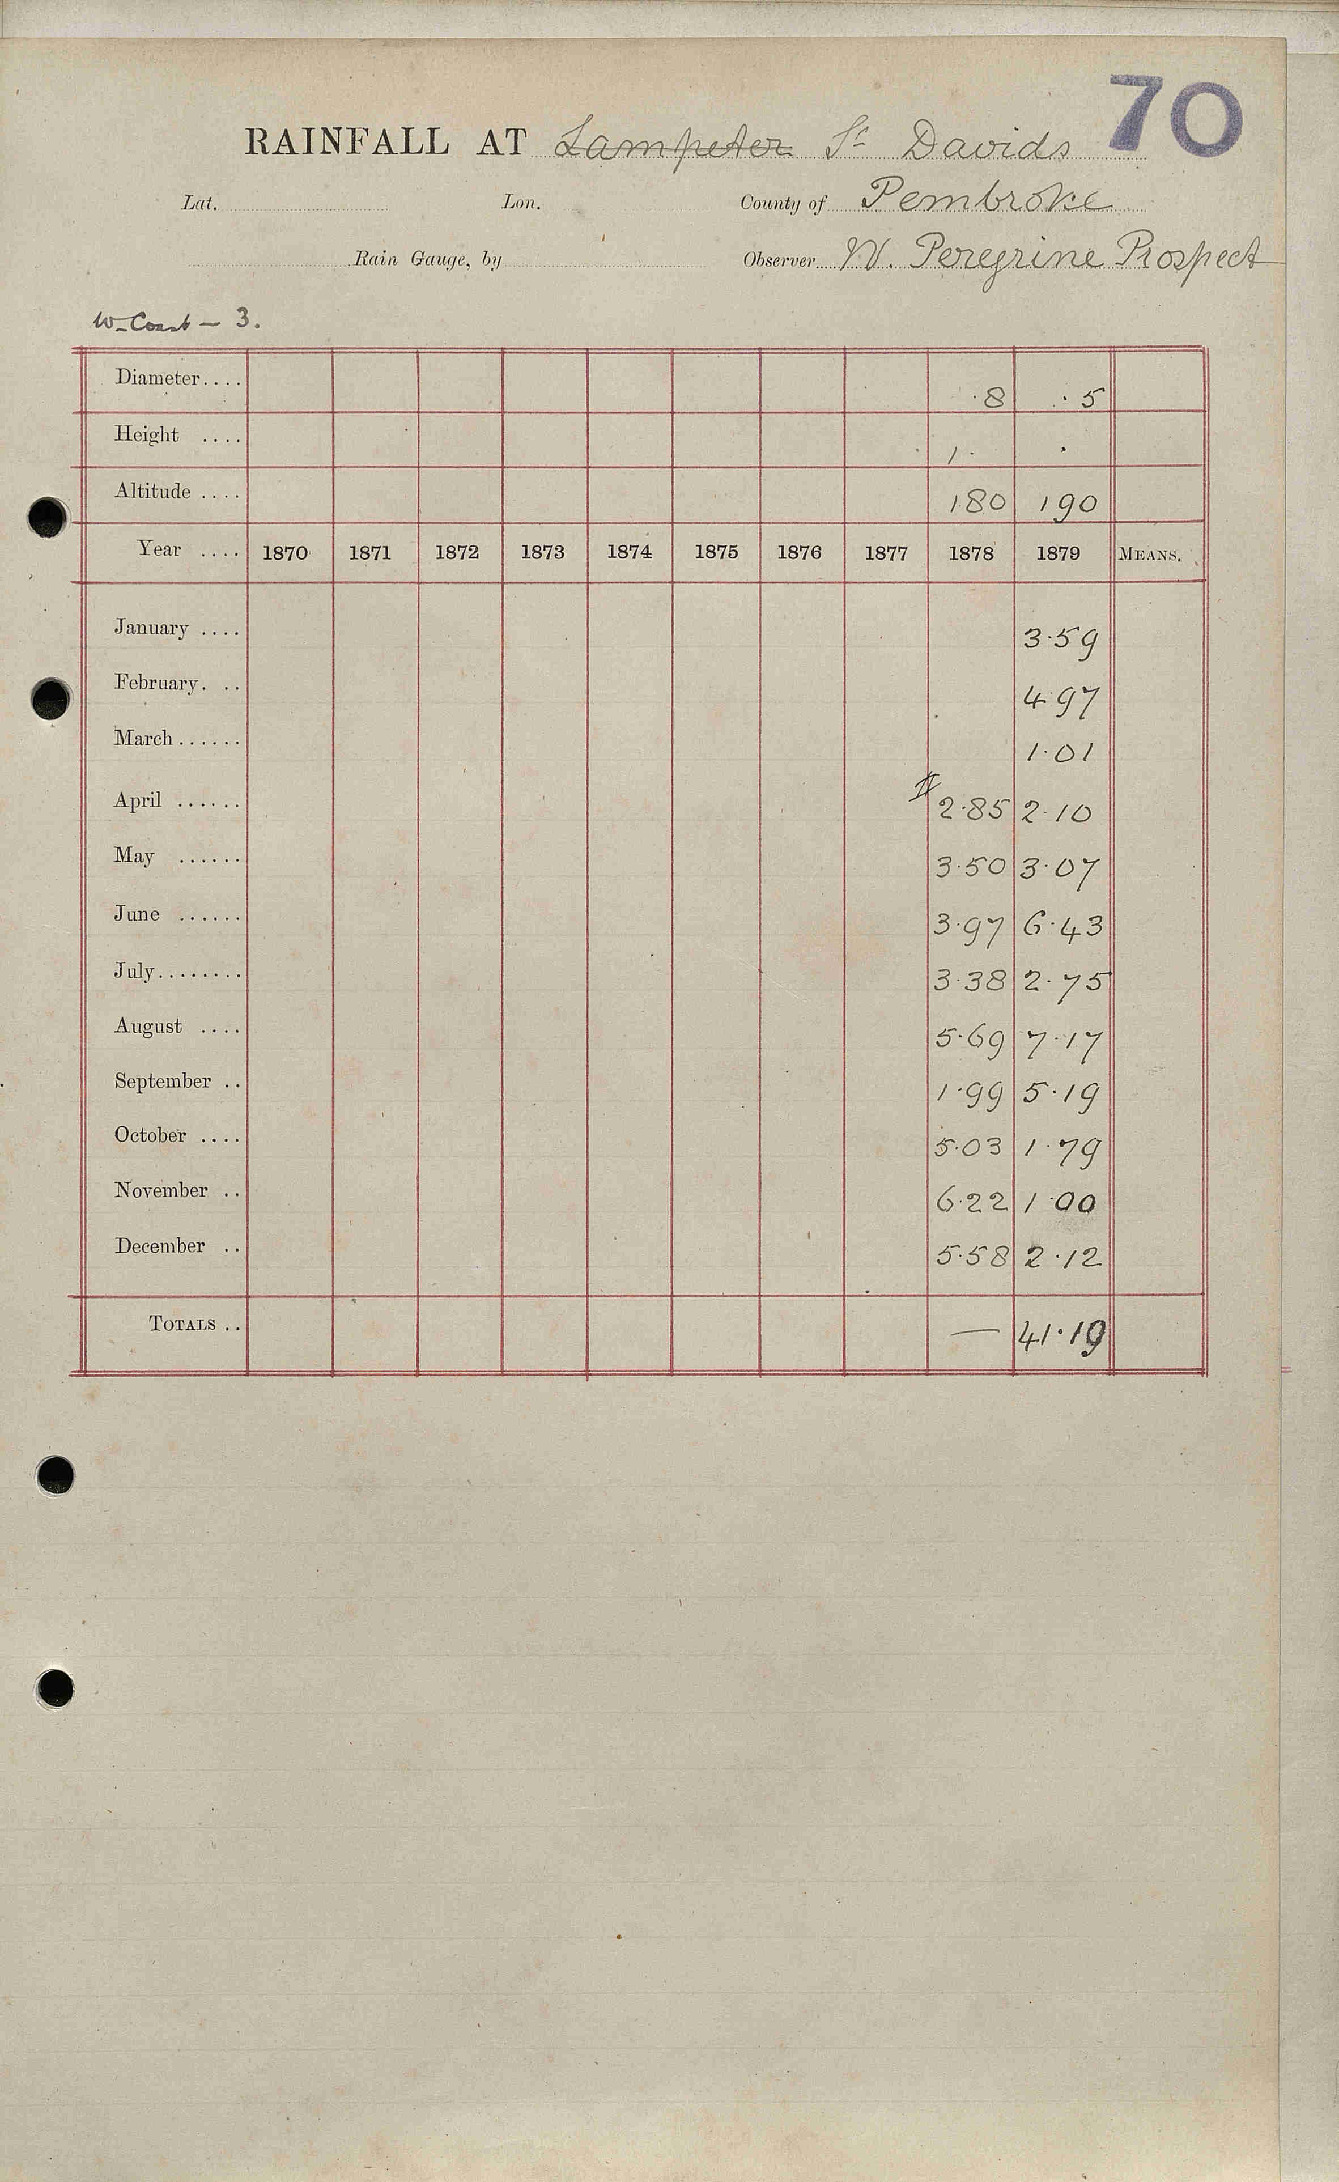 70
RAINFALL AT Lampeter St Davids
Lat. Lon. County of Pembroke
Rain Gauge, by Observer W. Peregrine Prospect
W. Coast — 3.
Diameter.... 8 5
Height .... 1.
Altitude .... 180 190
Year .... 1870 1871 1872 1873 1874 1875 1876 1877 1878 1879 MEANS.
January .... 3.59
February. .. 4.97
March ...... 1.01
April ...... 2.85 2.10
May ...... 3.50 3.07
June ...... 3.97 6.43
July........ 3.38 2.75
August .... 5.69 7.17
September .. 1.99 5.19
October .... 5.03 1.79
November .. 6.22 1 00
December .. 5.58 2.12
TOTALS .. — 41.19